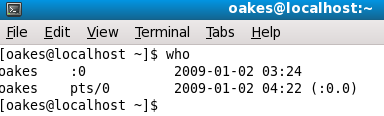 oakes@localhost:~
File Edit View Terminal Tabs Help
[oakes@localhost ~]$ who
oakes    :0           2009-01-02 03:24
oakes    pts/0        2009-01-02 04:22 (:0.0)
[oakes@localhost ~]$